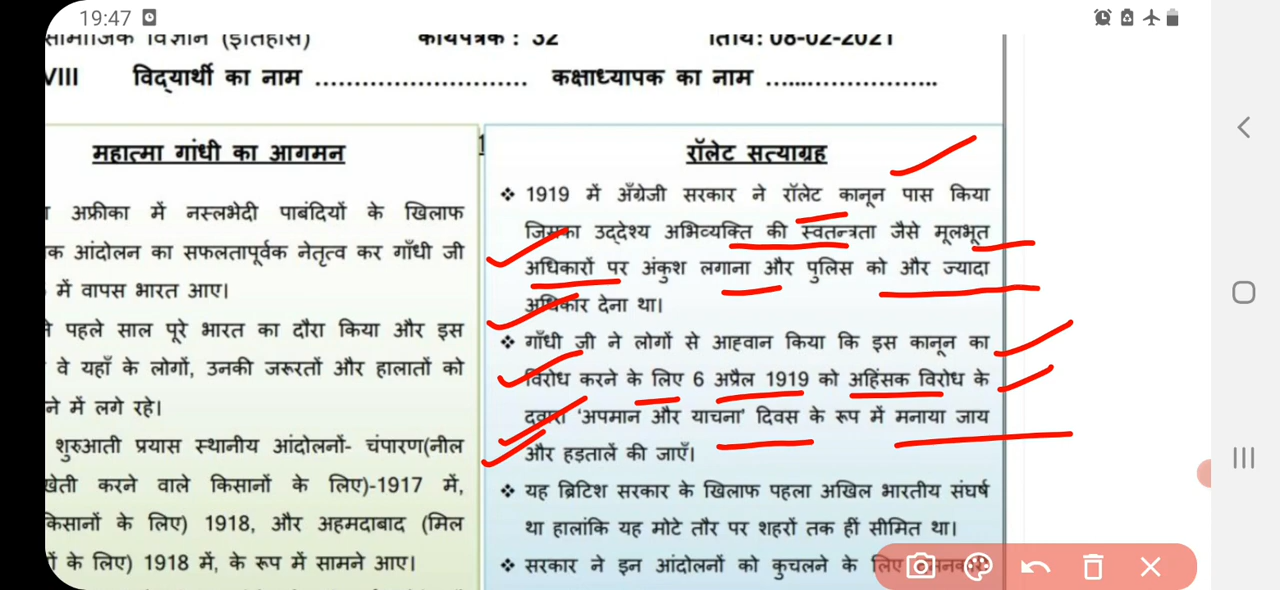 19:47
सामाजिक विज्ञान (इतिहास) कार्यपत्रक : 32 तिथि: 08-02-2021
VIII विद्यार्थी का नाम ........................... कक्षाध्यापक का नाम .......................
महात्मा गांधी का आगमन
अफ्रीका में नस्लभेदी पाबंदियों के खिलाफ
क आंदोलन का सफलतापूर्वक नेतृत्व कर गाँधी जी
में वापस भारत आए।
पहले साल पूरे भारत का दौरा किया और इस
वे यहाँ के लोगों, उनकी जरूरतों और हालातों को
ने में लगे रहे।
शुरुआती प्रयास स्थानीय आंदोलनों- चंपारण(नील
खेती करने वाले किसानों के लिए)-1917 में,
किसानों के लिए) 1918, और अहमदाबाद (मिल
के लिए) 1918 में, के रूप में सामने आए।
1
रॉलेट सत्याग्रह
❖ 1919 में अँग्रेजी सरकार ने रॉलेट कानून पास किया
जिसका उद्देश्य अभिव्यक्ति की स्वतन्त्रता जैसे मूलभूत
अधिकारों पर अंकुश लगाना और पुलिस को और ज्यादा
अधिकार देना था।
❖ गाँधी जी ने लोगों से आह्वान किया कि इस कानून का
विरोध करने के लिए 6 अप्रैल 1919 को अहिंसक विरोध के
द्वारा 'अपमान और याचना' दिवस के रूप में मनाया जाय
और हड़तालें की जाएँ।
❖ यह ब्रिटिश सरकार के खिलाफ पहला अखिल भारतीय संघर्ष
था हालांकि यह मोटे तौर पर शहरों तक हीं सीमित था।
❖ सरकार ने इन आंदोलनों को कुचलने के लिए